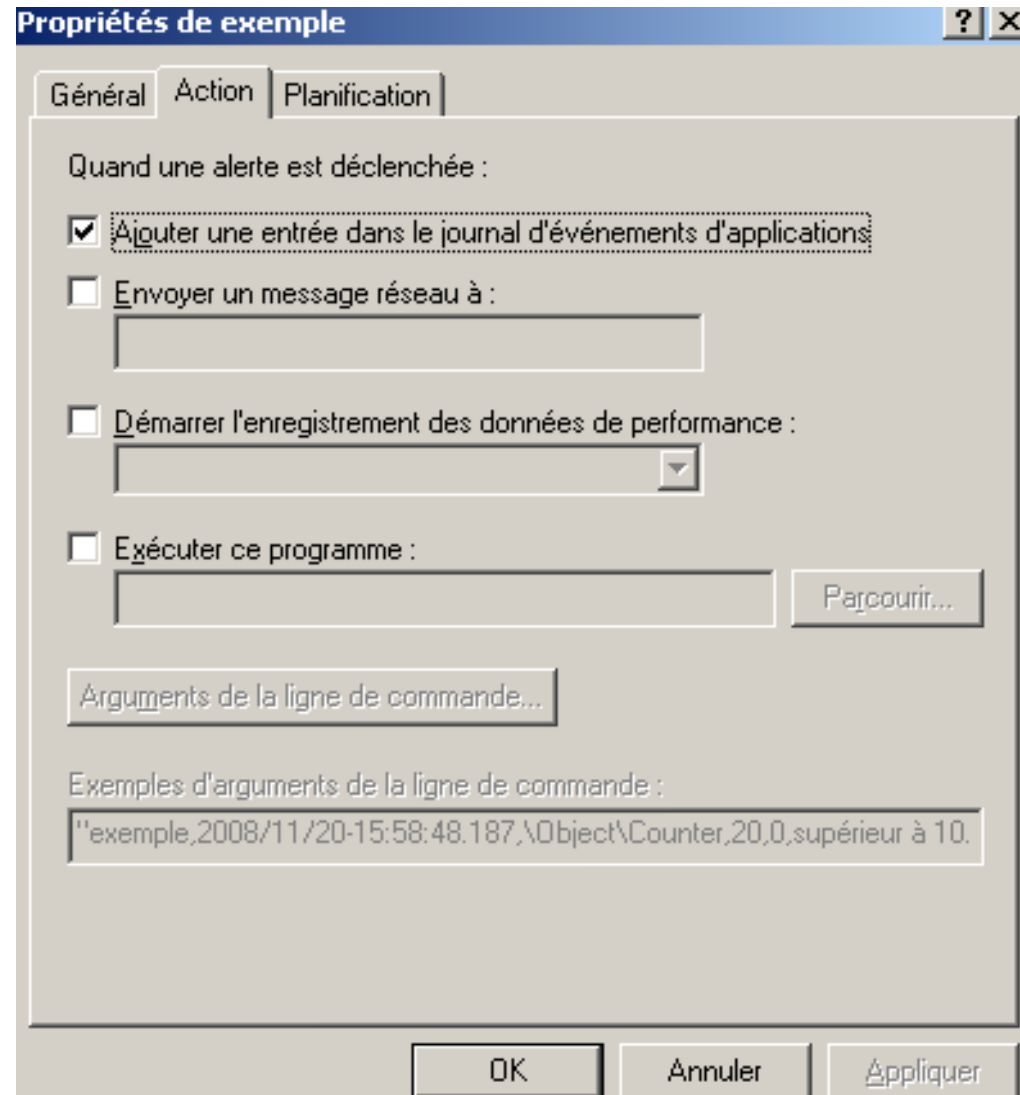 Propriétés de exemple
Général Action Planification
Quand une alerte est déclenchée :
Ajouter une entrée dans le journal d'événements d'applications
Envoyer un message réseau à :
Démarrer l'enregistrement des données de performance :
Exécuter ce programme :
Parcourir...
Arguments de la ligne de commande...
Exemples d'arguments de la ligne de commande :
"exemple,2008/11/20-15:58:48.187,\Object\Counter,20,0,supérieur à 10.
OK Annuler Appliquer